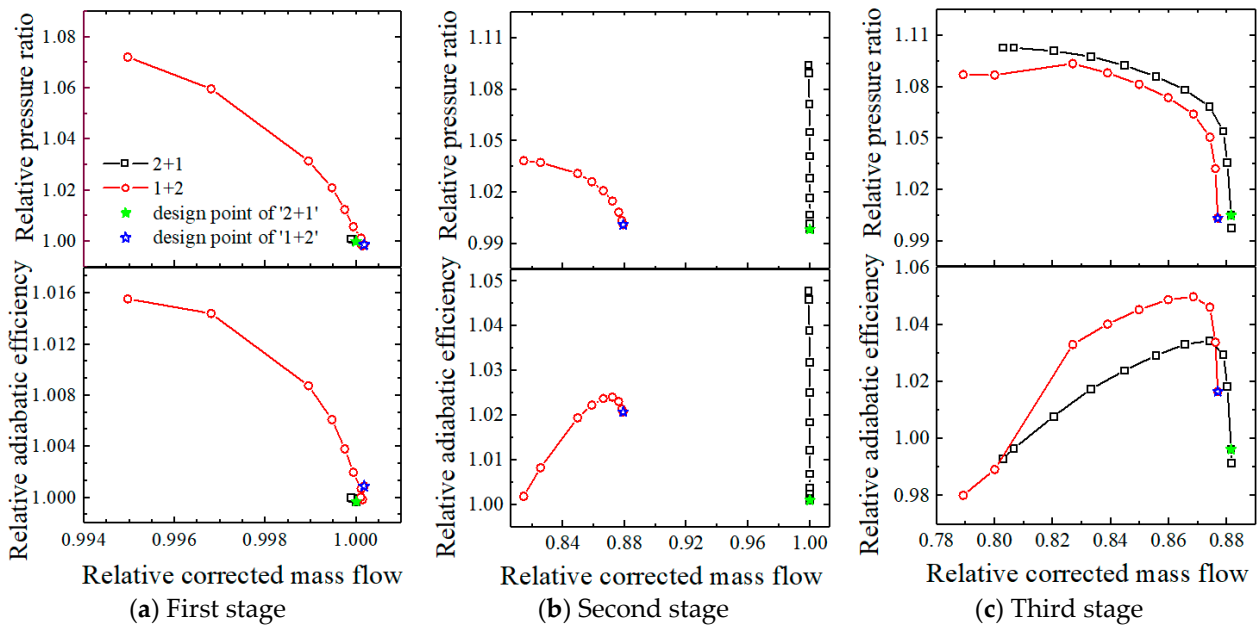 Relative pressure ratio
1.08
1.06
1.04
1.02
1.00
2+1
1+2
design point of '2+1'
design point of '1+2'
Relative adiabatic efficiency
1.016
1.012
1.008
1.004
1.000
0.994 0.996 0.998 1.000
Relative corrected mass flow
(a) First stage
Relative pressure ratio
1.11
1.08
1.05
1.02
0.99
Relative adiabatic efficiency
1.05
1.04
1.03
1.02
1.01
1.00
0.84 0.88 0.92 0.96 1.00
Relative corrected mass flow
(b) Second stage
Relative pressure ratio
1.11
1.08
1.05
1.02
0.99
Relative adiabatic efficiency
1.06
1.04
1.02
1.00
0.98
0.78 0.80 0.82 0.84 0.86 0.88
Relative corrected mass flow
(c) Third stage